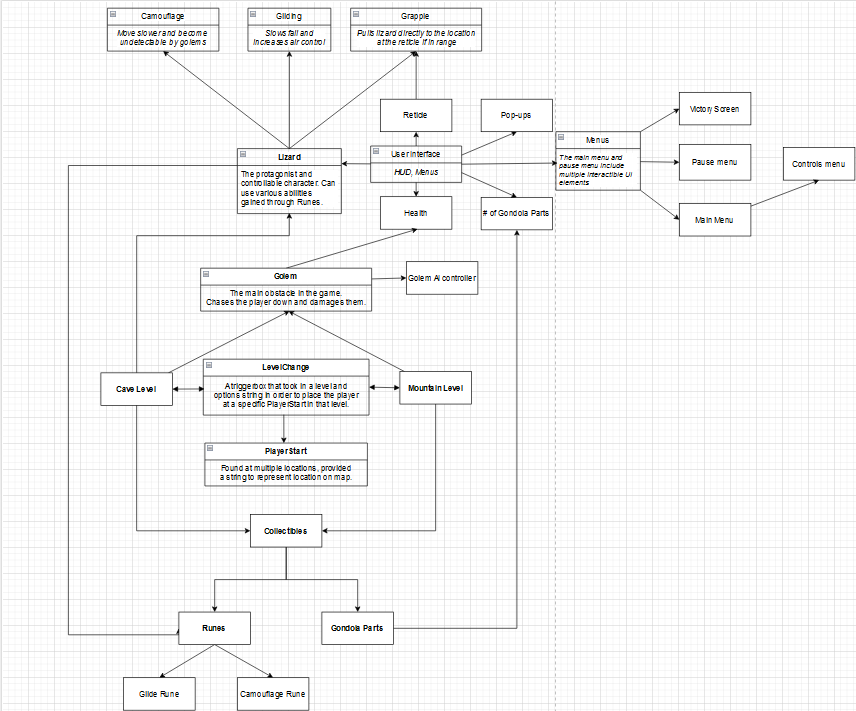 Camouflage
Move slower and become
undetectable by golems
Gliding
Slows fall and
increases air control
Grapple
Pulls lizard directly to the location
at the reticle if in range
Reticle
Pop-ups
Victory Screen
Menus
The main menu and
pause menu include
multiple interactible UI
elements
Pause menu
Controls menu
Main Menu
User Interface
HUD, Menus
Lizard
The protagonist and
controllable character. Can
use various abilities
gained through Runes.
Health
# of Gondola Parts
Golem
The main obstacle in the game.
Chases the player down and damages them.
Golem AI controller
Cave Level
LevelChange
A triggerbox that took in a level and
options string in order to place the player
at a specific PlayerStart in that level.
Mountain Level
PlayerStart
Found at multiple locations, provided
a string to represent location on map.
Collectibles
Runes
Gondola Parts
Glide Rune
Camouflage Rune